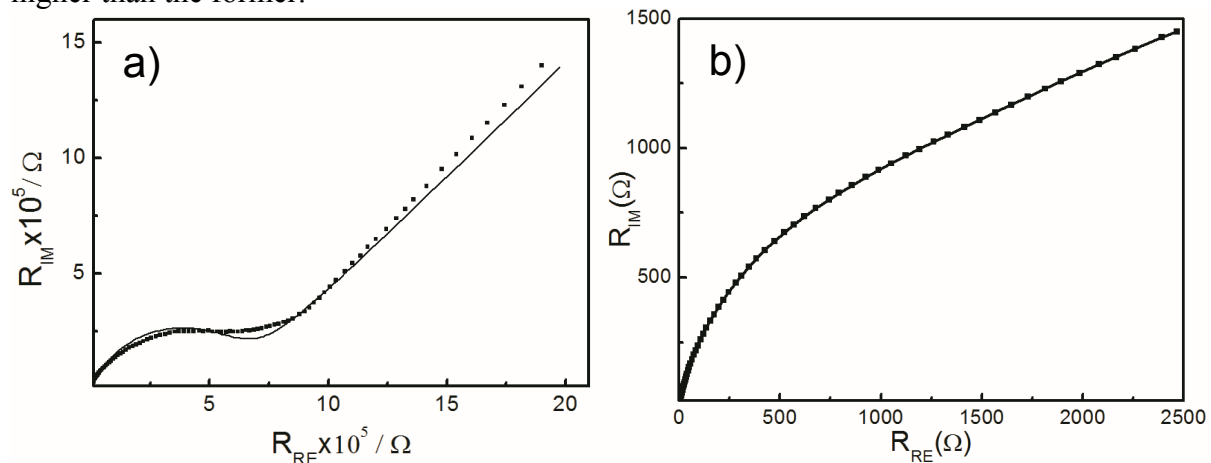 higher than the former.
a)
15
10
5
R_IM x10^5 / Ω
5
10
15
20
R_RE x10^5 / Ω
b)
1500
1000
500
R_IM(Ω)
0
500
1000
1500
2000
2500
R_RE(Ω)